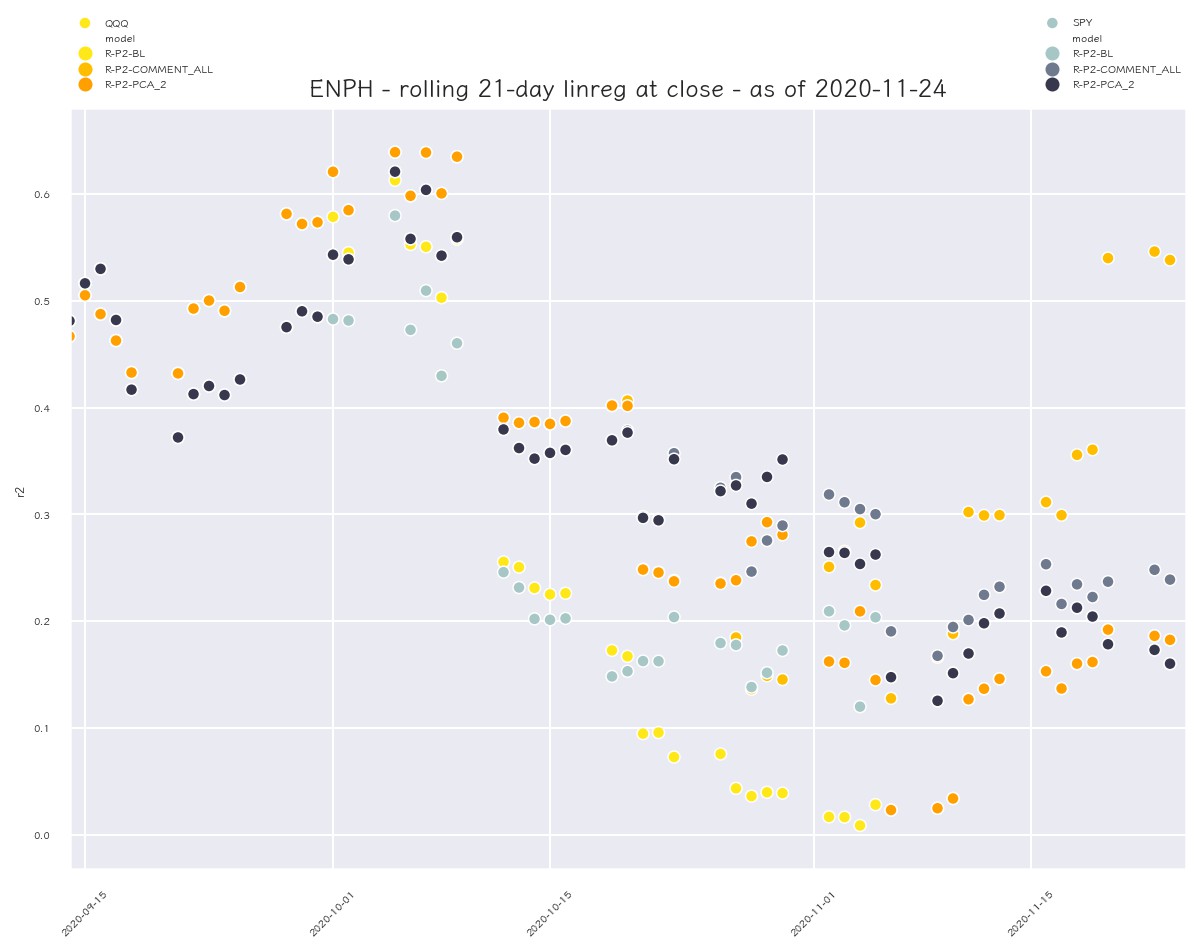 QQQ
model
R-P2-BL
R-P2-COMMENT_ALL
R-P2-PCA_2
SPY
model
R-P2-BL
R-P2-COMMENT_ALL
R-P2-PCA_2
ENPH - rolling 21-day linreg at close - as of 2020-11-24
r2
0.6
0.5
0.4
0.3
0.2
0.1
0.0
2020-09-15
2020-10-01
2020-10-15
2020-11-01
2020-11-15